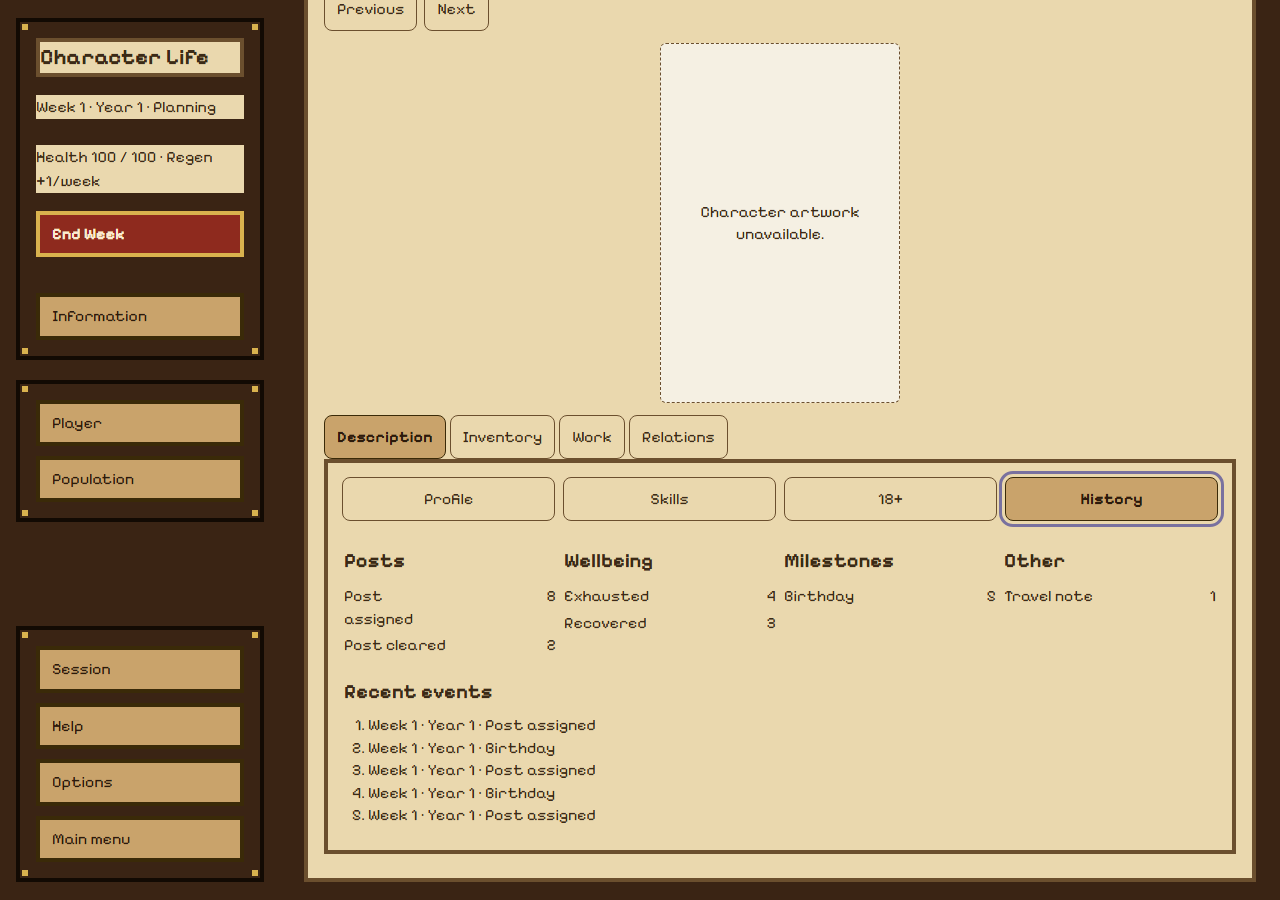 Previous
Next
Character Life
Week 1 · Year 1 · Planning
Health 100 / 100 · Regen
+1/week
End Week
Information
Player
Population
Session
Help
Options
Main menu
Character artwork
unavailable.
Description
Inventory
Work
Relations
Profile
Skills
18+
History
Posts
Post
assigned
8
Post cleared
2
Wellbeing
Exhausted
4
Recovered
3
Milestones
Birthday
5
Other
Travel note
1
Recent events
1. Week 1 · Year 1 · Post assigned
2. Week 1 · Year 1 · Birthday
3. Week 1 · Year 1 · Post assigned
4. Week 1 · Year 1 · Birthday
5. Week 1 · Year 1 · Post assigned